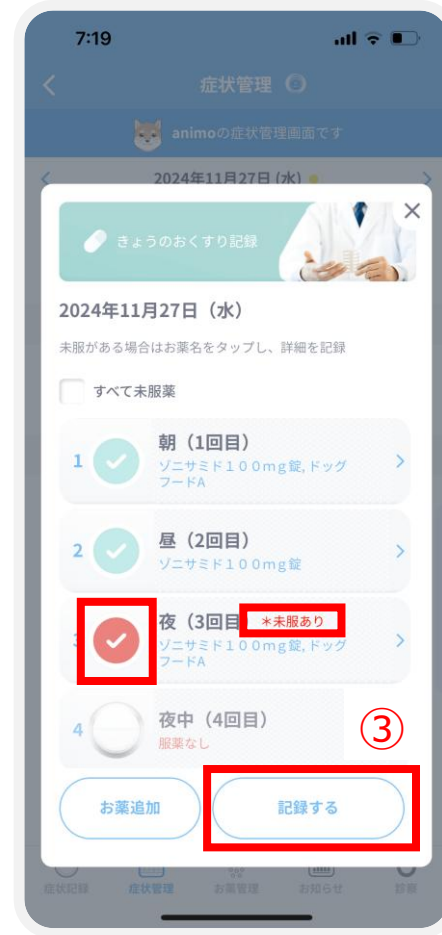 7:19
症状管理
animoの症状管理画面です
2024年11月27日 (水)
きょうのおくすり記録
2024年11月27日（水）
未服がある場合はお薬名をタップし、詳細を記録
すべて未服薬
1
朝（1回目）
ゾニサミド１００mg錠, ドッグ
フードA
2
昼（2回目）
ゾニサミド１００mg錠
夜（3回目
＊未服あり
ゾニサミド１００mg錠, ドッグ
フードA
4
夜中（4回目）
服薬なし
③
お薬追加
記録する
症状記録
症状管理
お薬管理
お知らせ
診療